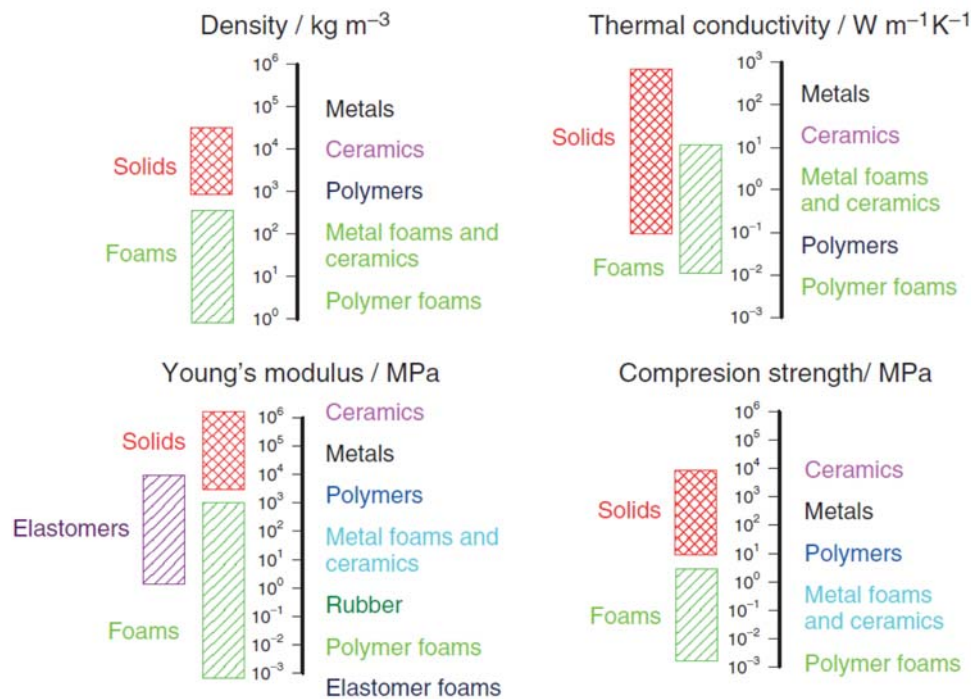 Density / kg m⁻³
10⁶
10⁵
10⁴
10³
10²
10¹
10⁰
Solids
Foams
Metals
Ceramics
Polymers
Metal foams and
ceramics
Polymer foams
Thermal conductivity / W m⁻¹K⁻¹
10³
10²
10¹
10⁰
10⁻¹
10⁻²
10⁻³
Solids
Foams
Metals
Ceramics
Metal foams
and ceramics
Polymers
Polymer foams
Young's modulus / MPa
10⁶
10⁵
10⁴
10³
10²
10¹
10⁰
10⁻¹
10⁻²
10⁻³
Solids
Elastomers
Foams
Ceramics
Metals
Polymers
Metal foams and
ceramics
Rubber
Polymer foams
Elastomer foams
Compresion strength/ MPa
10⁶
10⁵
10⁴
10³
10²
10¹
10⁰
10⁻¹
10⁻²
10⁻³
Solids
Foams
Ceramics
Metals
Polymers
Metal foams
and ceramics
Polymer foams